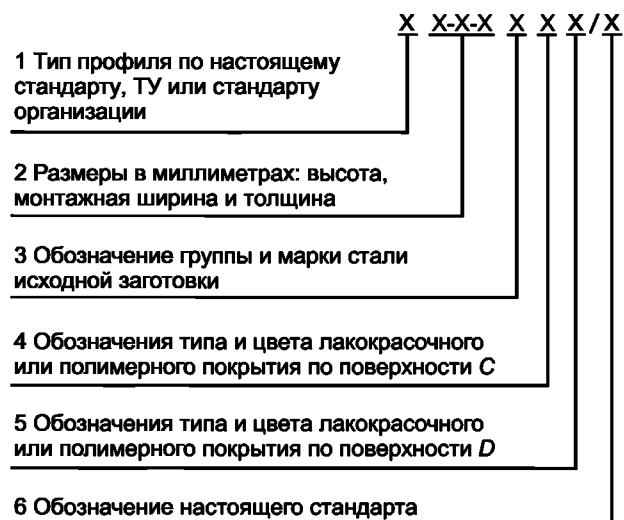 X X-X-X X X X/X
1 Тип профиля по настоящему
стандарту, ТУ или стандарту
организации
2 Размеры в миллиметрах: высота,
монтажная ширина и толщина
3 Обозначение группы и марки стали
исходной заготовки
4 Обозначения типа и цвета лакокрасочного
или полимерного покрытия по поверхности C
5 Обозначения типа и цвета лакокрасочного
или полимерного покрытия по поверхности D
6 Обозначение настоящего стандарта